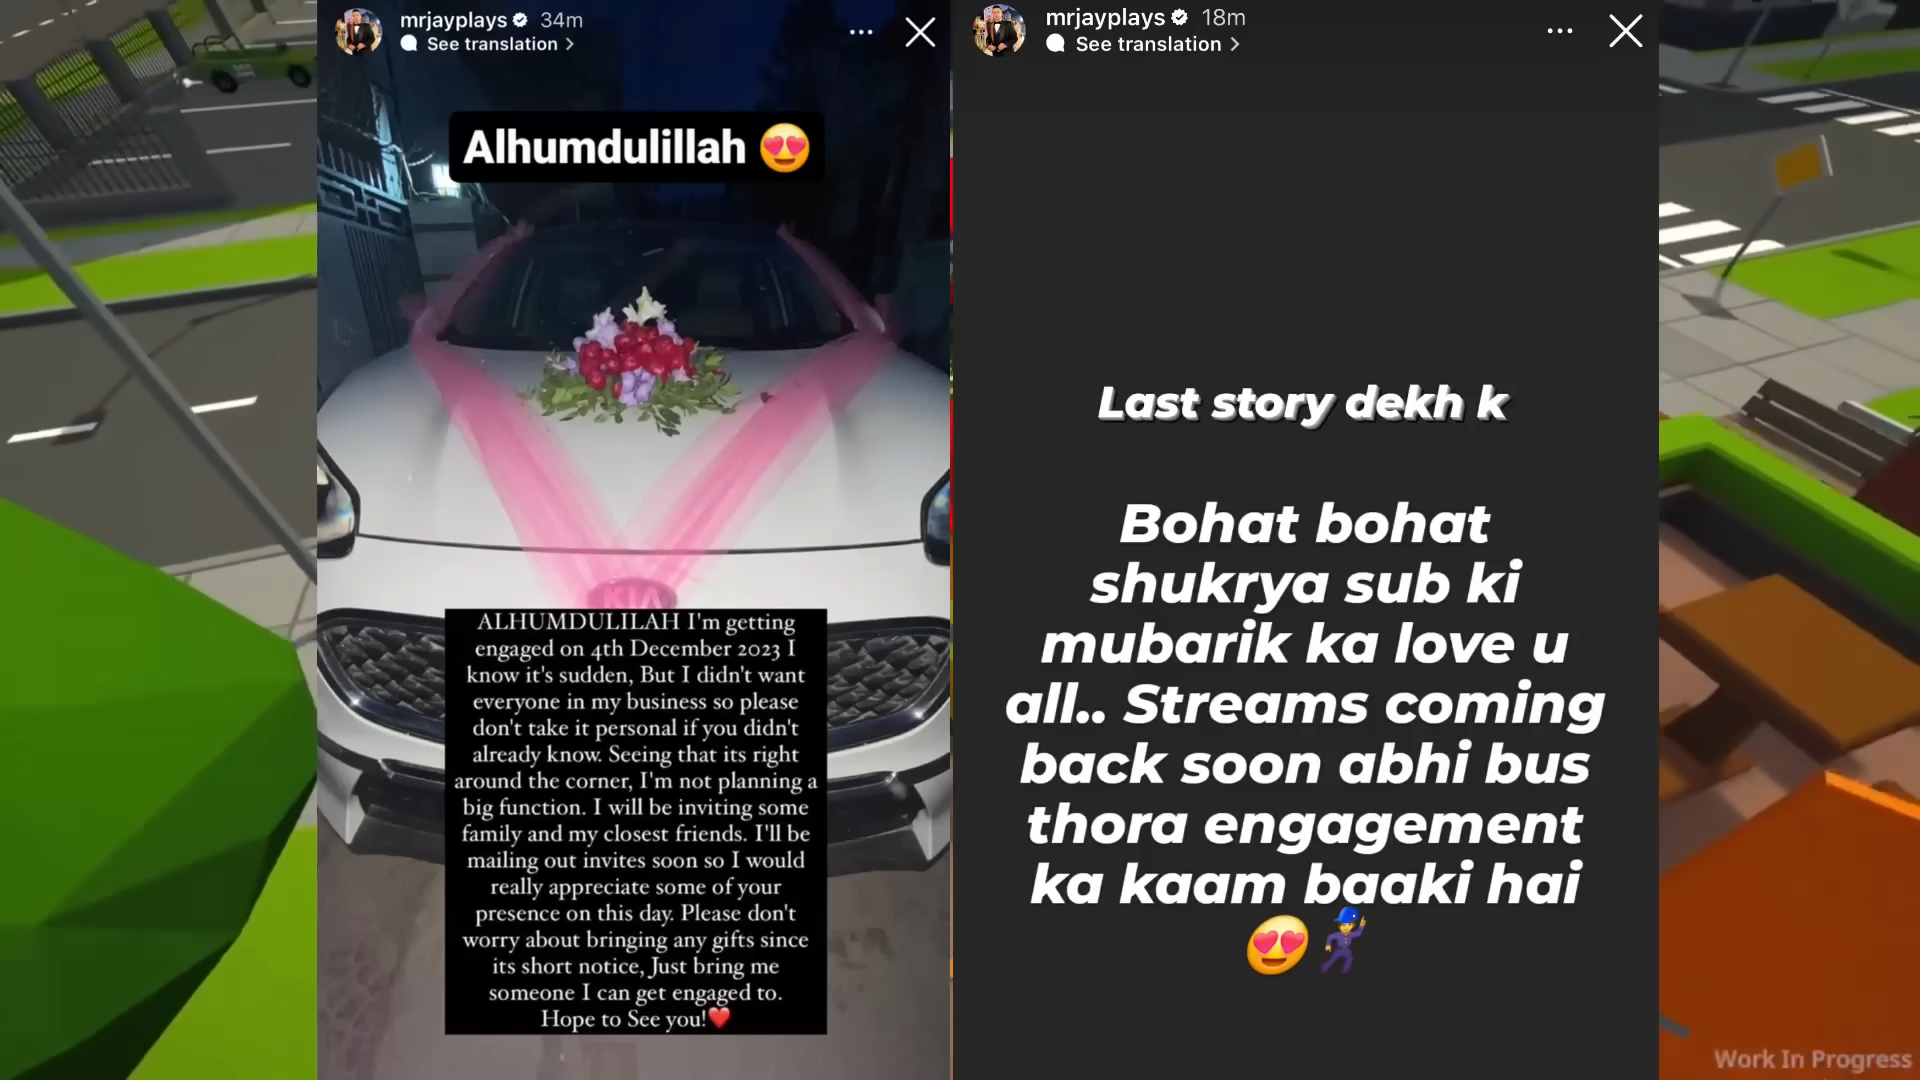 mrjayplays 34m
See translation >
Alhumdulillah 😍
KIA
ALHUMDULILAH I'm getting
engaged on 4th December 2023 I
know it's sudden, But I didn't want
everyone in my business so please
don't take it personal if you didn't
already know. Seeing that its right
around the corner, I'm not planning a
big function. I will be inviting some
family and my closest friends. I'll be
mailing out invites soon so I would
really appreciate some of your
presence on this day. Please don't
worry about bringing any gifts since
its short notice, Just bring me
someone I can get engaged to.
Hope to See you!❤️
mrjayplays 18m
See translation >
Last story dekh k
Bohat bohat
shukrya sub ki
mubarik ka love u
all.. Streams coming
back soon abhi bus
thora engagement
ka kaam baaki hai
😍
Work In Progress